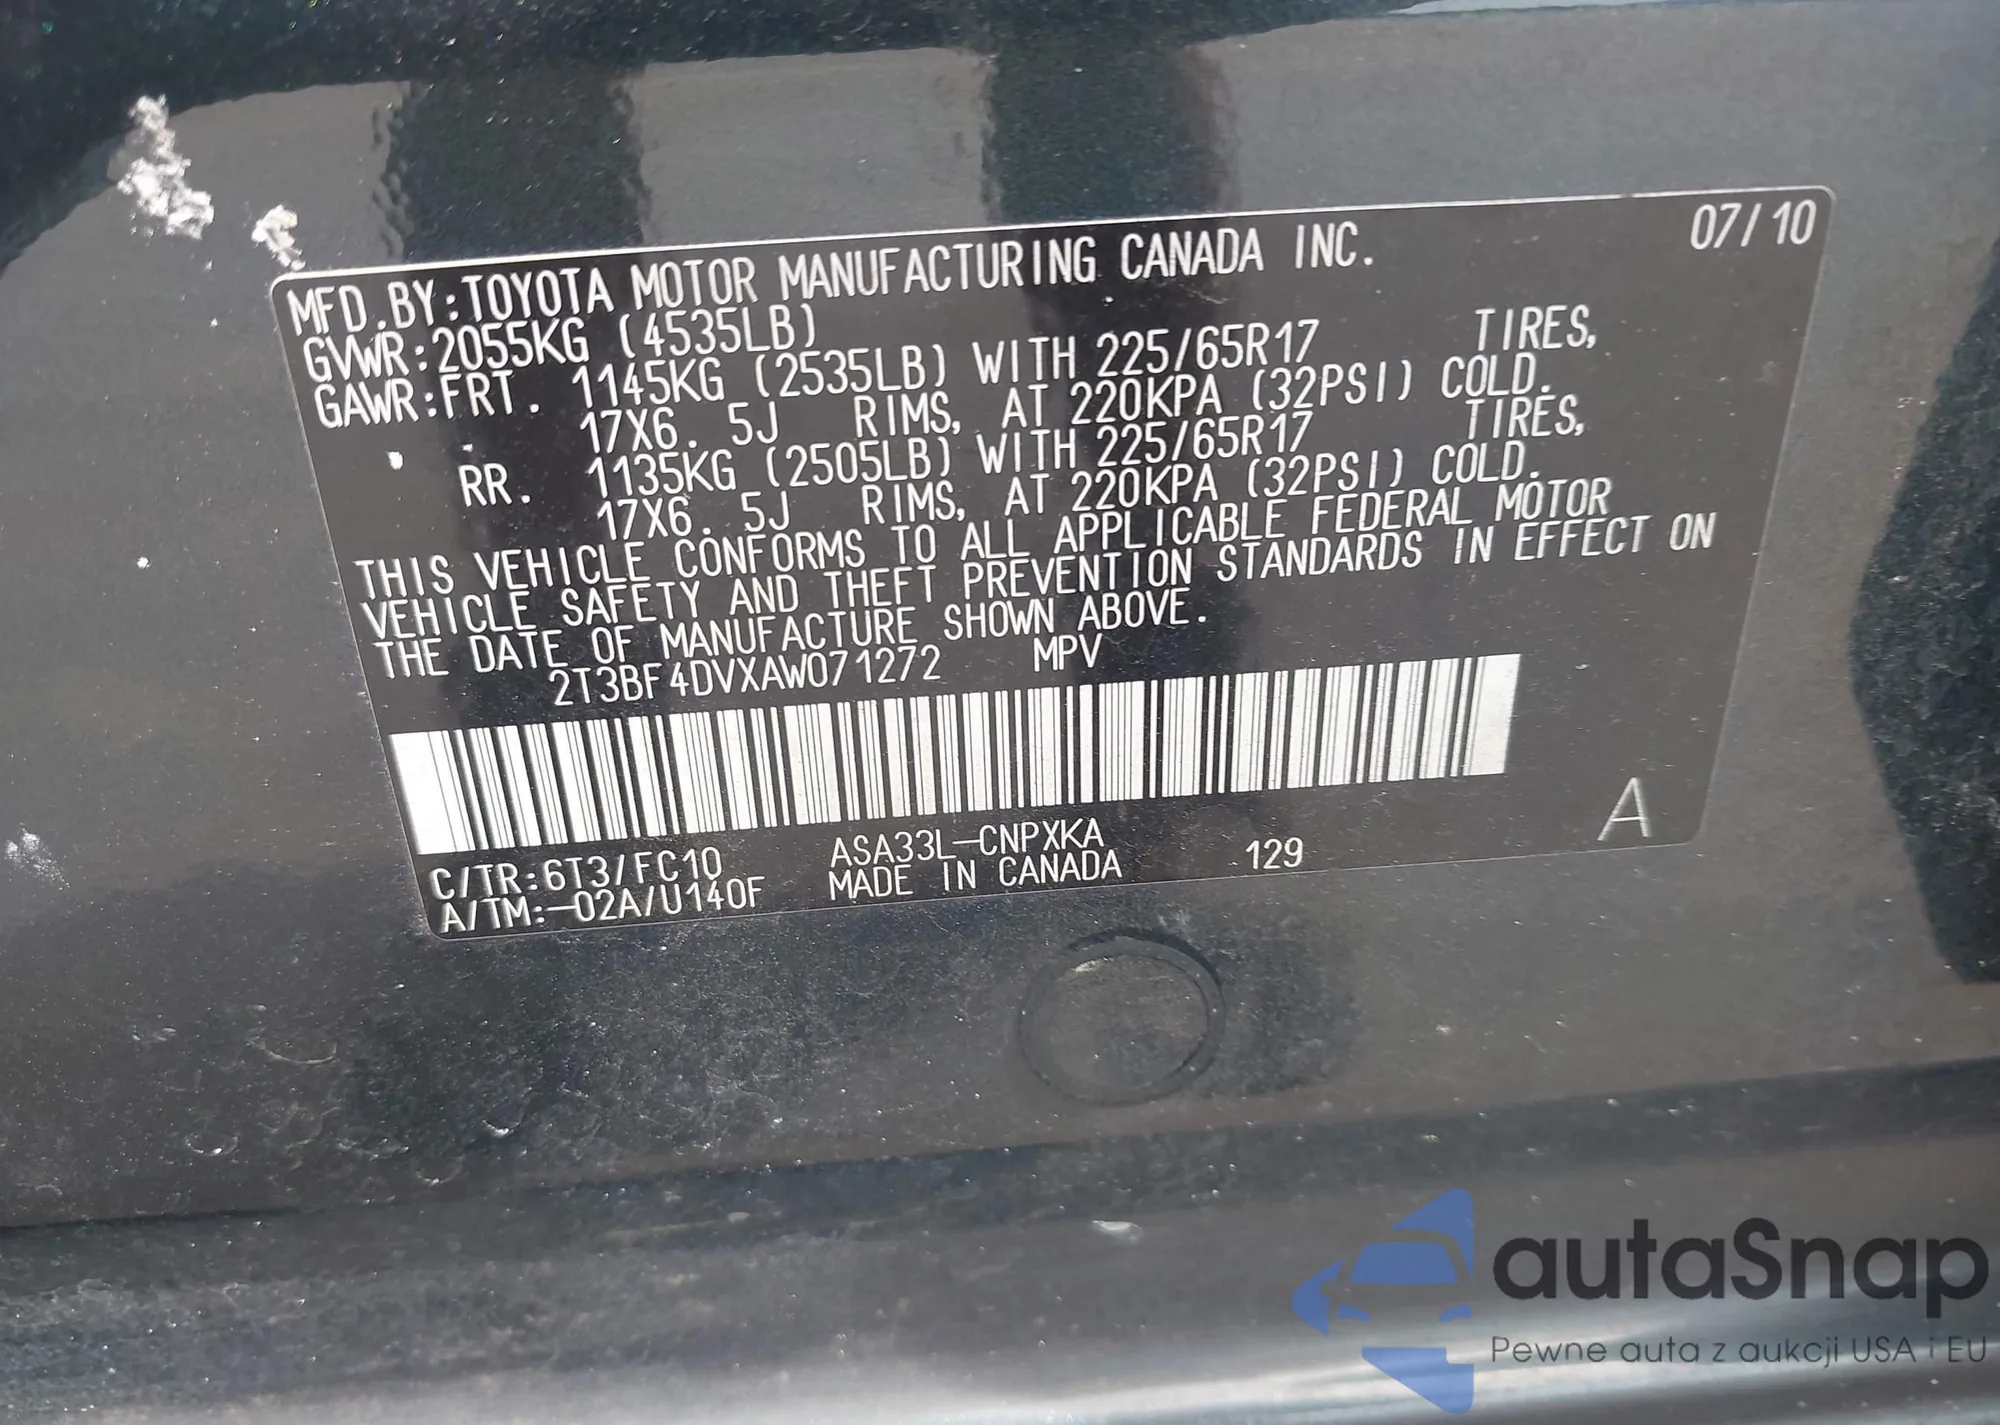 07/10
MFD.BY:TOYOTA MOTOR MANUFACTURING CANADA INC.
GVWR:2055KG (4535LB)
GAWR:FRT. 1145KG (2535LB) WITH 225/65R17 TIRES,
17X6. 5J RIMS, AT 220KPA (32PSI) COLD.
RR. 1135KG (2505LB) WITH 225/65R17 TIRES,
17X6. 5J RIMS, AT 220KPA (32PSI) COLD.
THIS VEHICLE CONFORMS TO ALL APPLICABLE FEDERAL MOTOR
VEHICLE SAFETY AND THEFT PREVENTION STANDARDS IN EFFECT ON
THE DATE OF MANUFACTURE SHOWN ABOVE.
2T3BF4DVXAW071272 MPV
C/TR:6T3/FC10 ASA33L-CNPXKA
A/TM:-02A/U140F MADE IN CANADA 129
A
autaSnap
Pewne auta z aukcji USA i EU